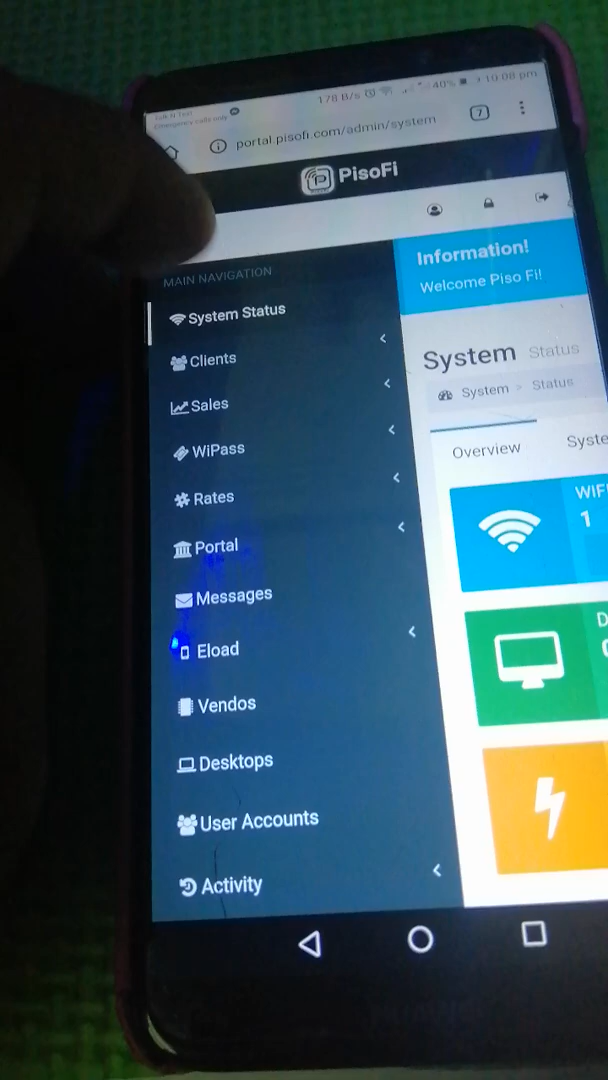 Emergency calls only
178 B/s 40% 10:08 pm
portal.pisofi.com/admin/system
7
PisoFi
MAIN NAVIGATION
System Status
Clients
Sales
WiPass
Rates
Portal
Messages
Eload
Vendos
Desktops
User Accounts
Activity
Information!
Welcome Piso Fi!
System Status
System > Status
Overview Syste
WIFI
1
D